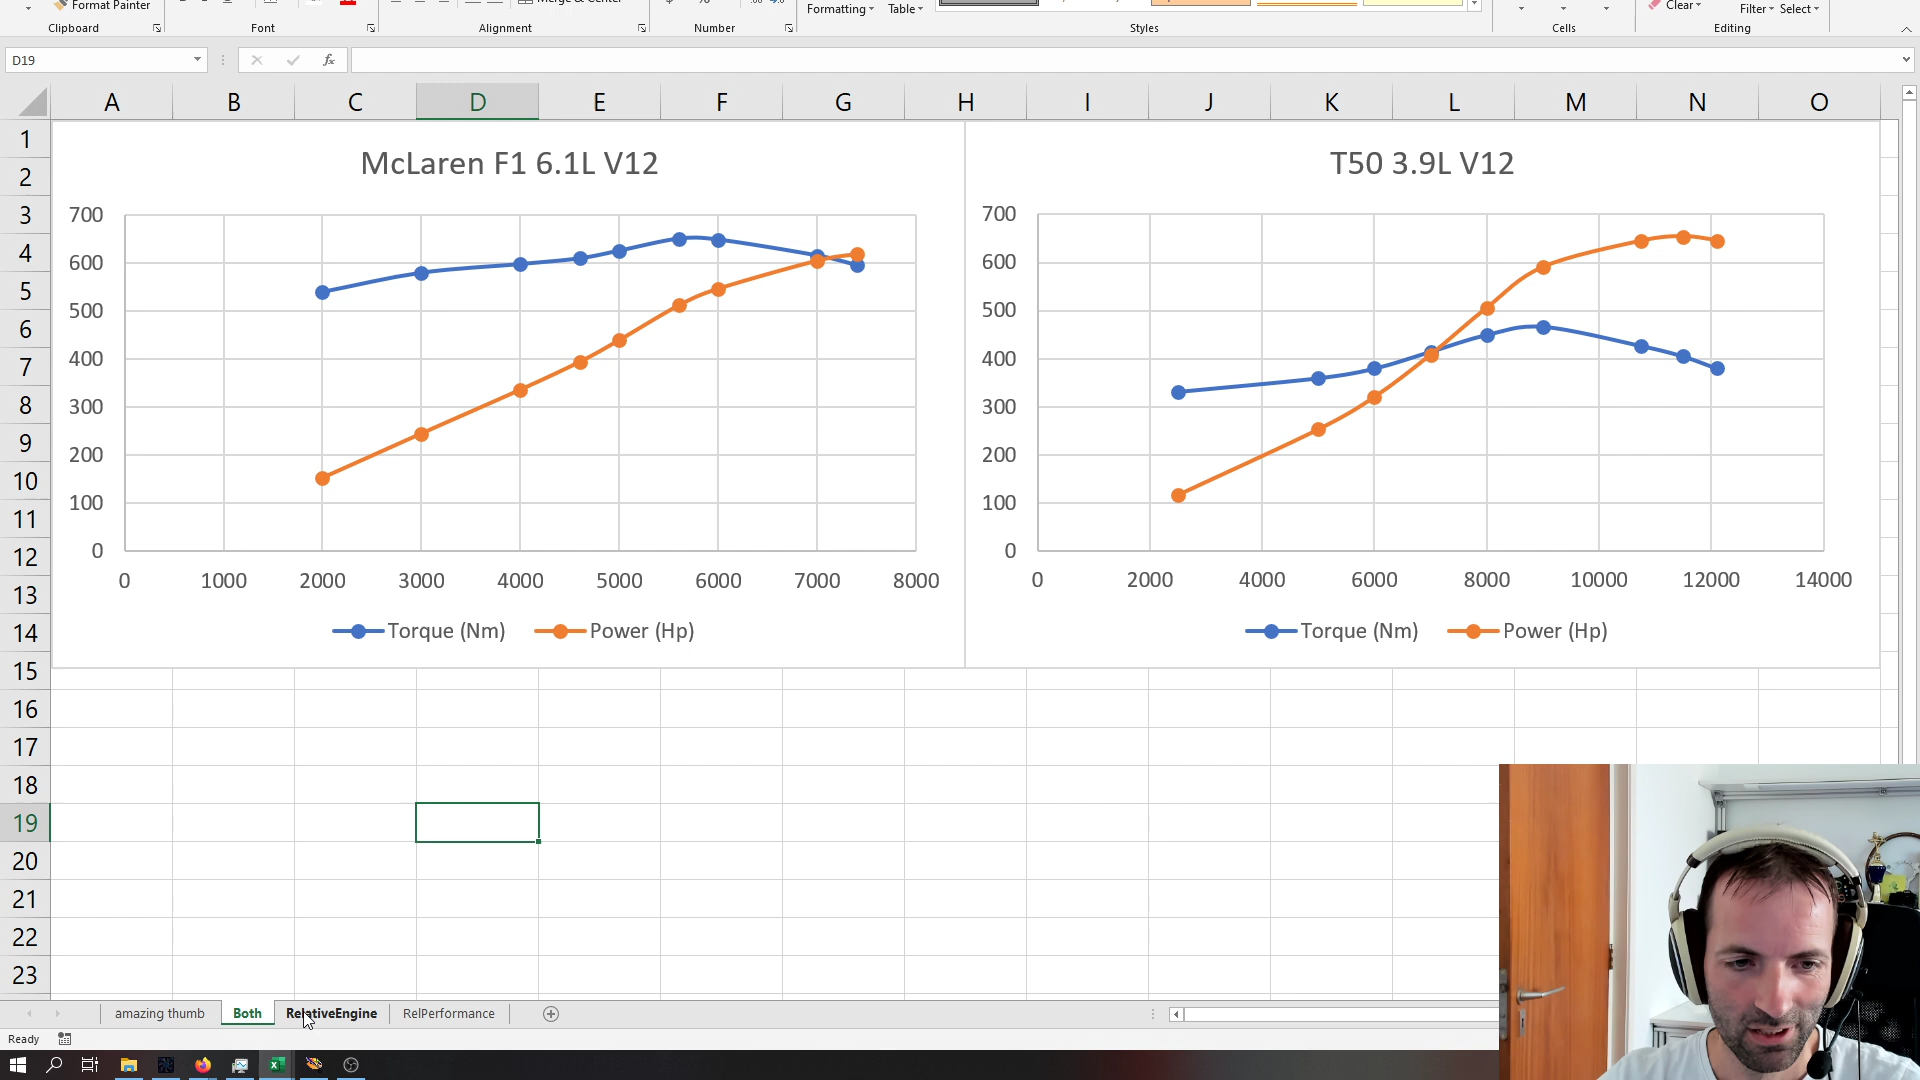 Format Painter
Merge & Center
Formatting
Table
Clear
Filter
Select
Clipboard
Font
Alignment
Number
Styles
Cells
Editing
D19
fx
A B C D E F G H I J K L M N O
1
2
3
4
5
6
7
8
9
10
11
12
13
14
15
16
17
18
19
20
21
22
23
McLaren F1 6.1L V12
700
600
500
400
300
200
100
0
0 1000 2000 3000 4000 5000 6000 7000 8000
Torque (Nm) Power (Hp)
T50 3.9L V12
700
600
500
400
300
200
100
0
0 2000 4000 6000 8000 10000 12000 14000
Torque (Nm) Power (Hp)
amazing thumb Both RelativeEngine RelPerformance
Ready